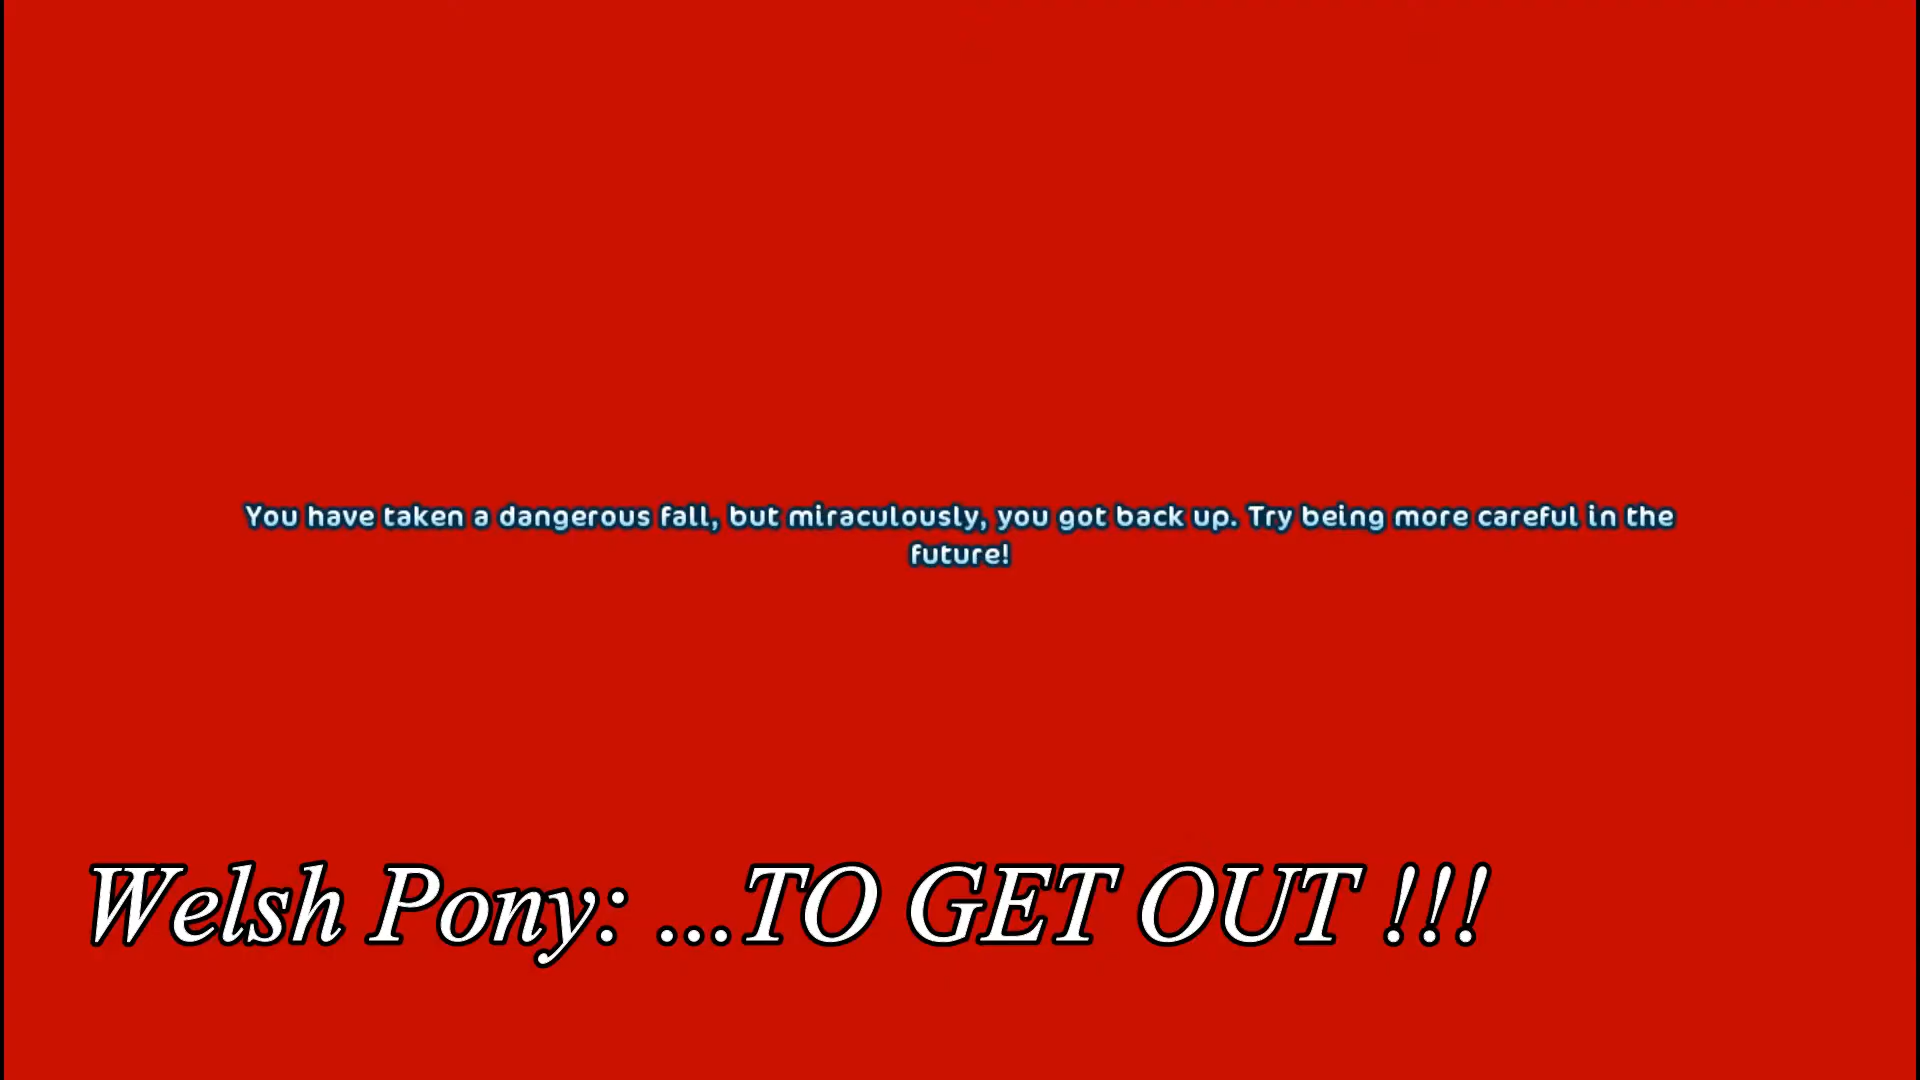 You have taken a dangerous fall, but miraculously, you got back up. Try being more careful in the
future!
Welsh Pony: ...TO GET OUT !!!